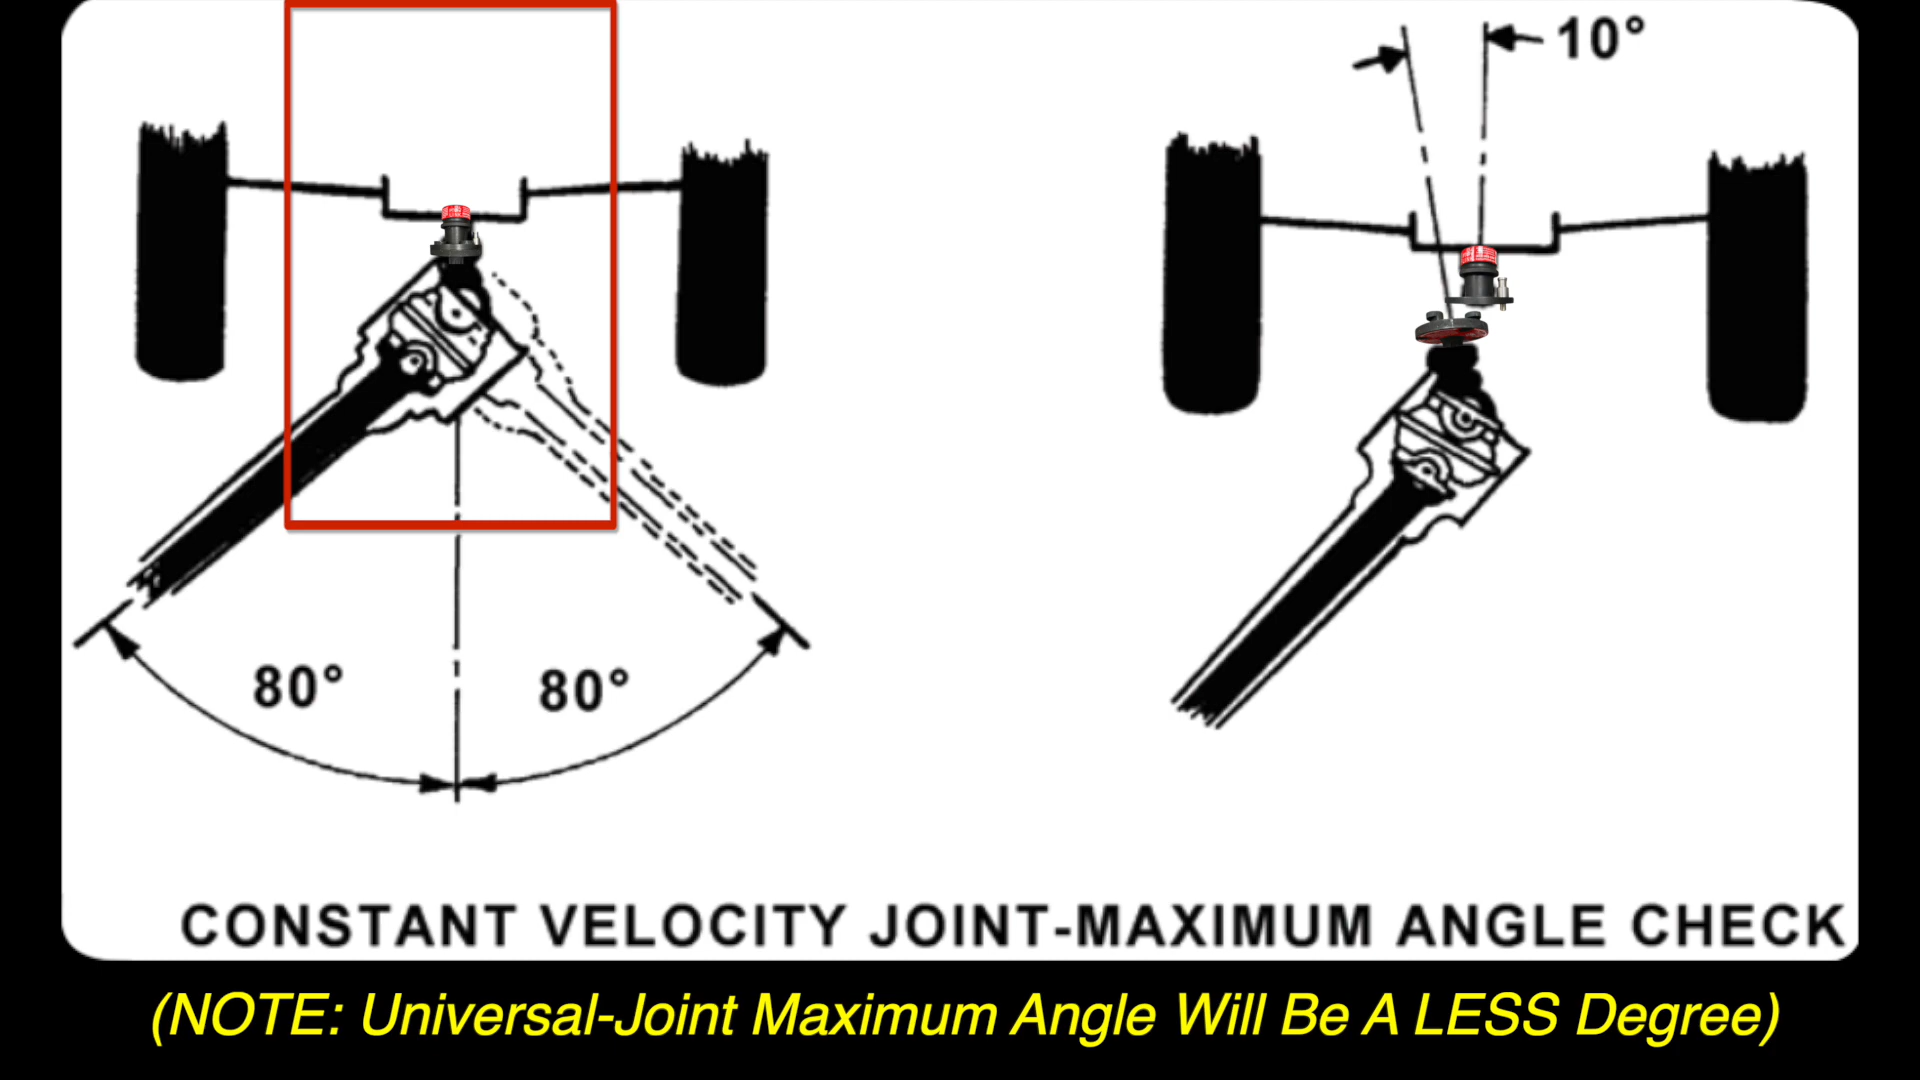 10°
80°
80°
CONSTANT VELOCITY JOINT-MAXIMUM ANGLE CHECK
(NOTE: Universal-Joint Maximum Angle Will Be A LESS Degree)